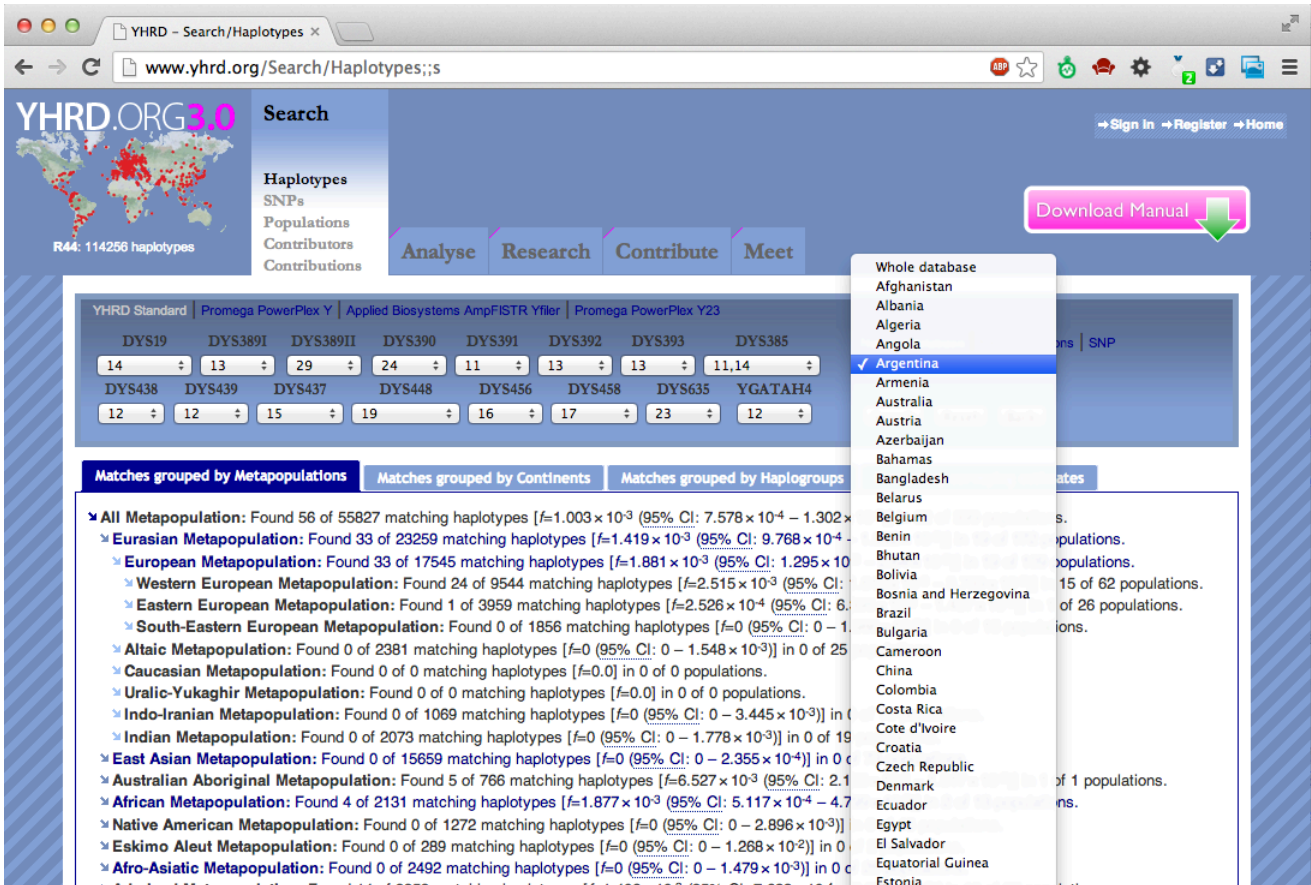 YHRD – Search/Haplotypes ×
www.yhrd.org/Search/Haplotypes;;s
ABP
2
YHRD.ORG3.0
R44: 114256 haplotypes
Search
Haplotypes
SNPs
Populations
Contributors
Contributions
Analyse
Research
Contribute
Meet
Sign In Register Home
Download Manual
YHRD Standard | Promega PowerPlex Y | Applied Biosystems AmpFlSTR Yfiler | Promega PowerPlex Y23
| SNP
DYS19 DYS389I DYS389II DYS390 DYS391 DYS392 DYS393 DYS385
14 13 29 24 11 13 13 11,14
DYS438 DYS439 DYS437 DYS448 DYS456 DYS458 DYS635 YGATAH4
12 12 15 19 16 17 23 12
Whole database
Afghanistan
Albania
Algeria
Angola
✓ Argentina
Armenia
Australia
Austria
Azerbaijan
Bahamas
Bangladesh
Belarus
Belgium
Benin
Bhutan
Bolivia
Bosnia and Herzegovina
Brazil
Bulgaria
Cameroon
China
Colombia
Costa Rica
Cote d'Ivoire
Croatia
Czech Republic
Denmark
Ecuador
Egypt
El Salvador
Equatorial Guinea
Estonia
Matches grouped by Metapopulations
Matches grouped by Continents
Matches grouped by Haplogroups
All Metapopulation: Found 56 of 55827 matching haplotypes [f=1.003×10-3 (95% CI: 7.578×10-4 – 1.302×
Eurasian Metapopulation: Found 33 of 23259 matching haplotypes [f=1.419×10-3 (95% CI: 9.768×10-4 populations.
European Metapopulation: Found 33 of 17545 matching haplotypes [f=1.881×10-3 (95% CI: 1.295×10 populations.
Western European Metapopulation: Found 24 of 9544 matching haplotypes [f=2.515×10-3 (95% CI: 15 of 62 populations.
Eastern European Metapopulation: Found 1 of 3959 matching haplotypes [f=2.526×10-4 (95% CI: 6. of 26 populations.
South-Eastern European Metapopulation: Found 0 of 1856 matching haplotypes [f=0 (95% CI: 0 – 1.
Altaic Metapopulation: Found 0 of 2381 matching haplotypes [f=0 (95% CI: 0 – 1.548×10-3)] in 0 of 25
Caucasian Metapopulation: Found 0 of 0 matching haplotypes [f=0.0] in 0 of 0 populations.
Uralic-Yukaghir Metapopulation: Found 0 of 0 matching haplotypes [f=0.0] in 0 of 0 populations.
Indo-Iranian Metapopulation: Found 0 of 1069 matching haplotypes [f=0 (95% CI: 0 – 3.445×10-3)] in
Indian Metapopulation: Found 0 of 2073 matching haplotypes [f=0 (95% CI: 0 – 1.778×10-3)] in 0 of 19
East Asian Metapopulation: Found 0 of 15659 matching haplotypes [f=0 (95% CI: 0 – 2.355×10-4)] in 0
Australian Aboriginal Metapopulation: Found 5 of 766 matching haplotypes [f=6.527×10-3 (95% CI: 2.1 of 1 populations.
African Metapopulation: Found 4 of 2131 matching haplotypes [f=1.877×10-3 (95% CI: 5.117×10-4 – 4.7
Native American Metapopulation: Found 0 of 1272 matching haplotypes [f=0 (95% CI: 0 – 2.896×10-3)]
Eskimo Aleut Metapopulation: Found 0 of 289 matching haplotypes [f=0 (95% CI: 0 – 1.268×10-2)] in 0
Afro-Asiatic Metapopulation: Found 0 of 2492 matching haplotypes [f=0 (95% CI: 0 – 1.479×10-3)] in 0